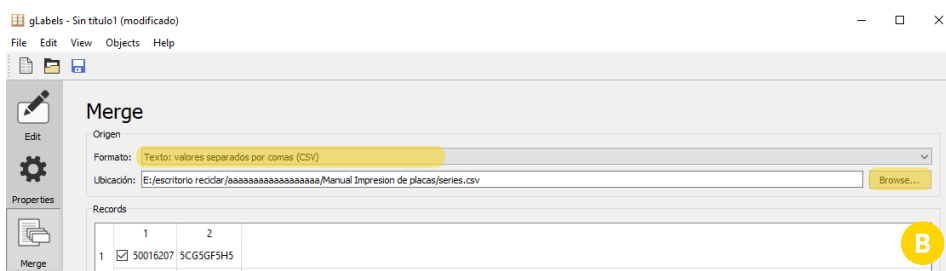 gLabels - Sin título1 (modificado)
File Edit View Objects Help
Edit
Properties
Merge
Merge
Origen
Formato: Texto: valores separados por comas (CSV)
Ubicación: E:/escritorio reciclar/aaaaaaaaaaaaaaaaaa/Manual Impresion de placas/series.csv Browse...
Records
1 2
1 50016207 5CG5GF5H5
B